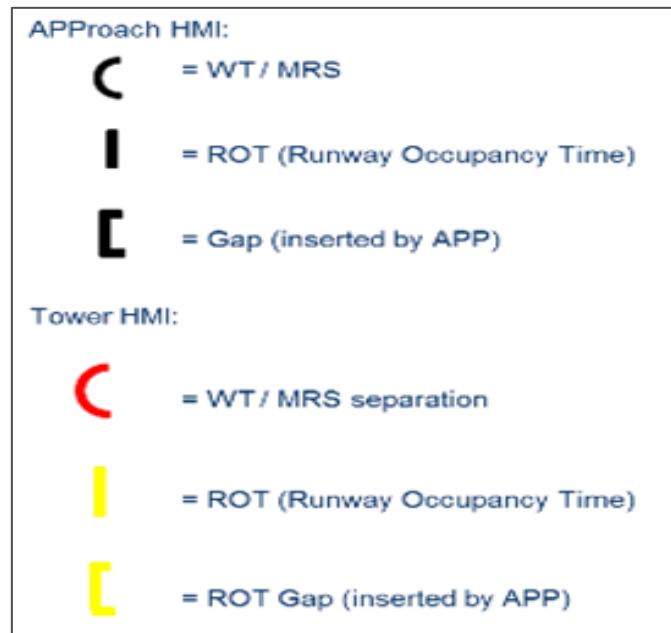 APProach HMI:
= WT / MRS
= ROT (Runway Occupancy Time)
= Gap (inserted by APP)
Tower HMI:
= WT / MRS separation
= ROT (Runway Occupancy Time)
= ROT Gap (inserted by APP)